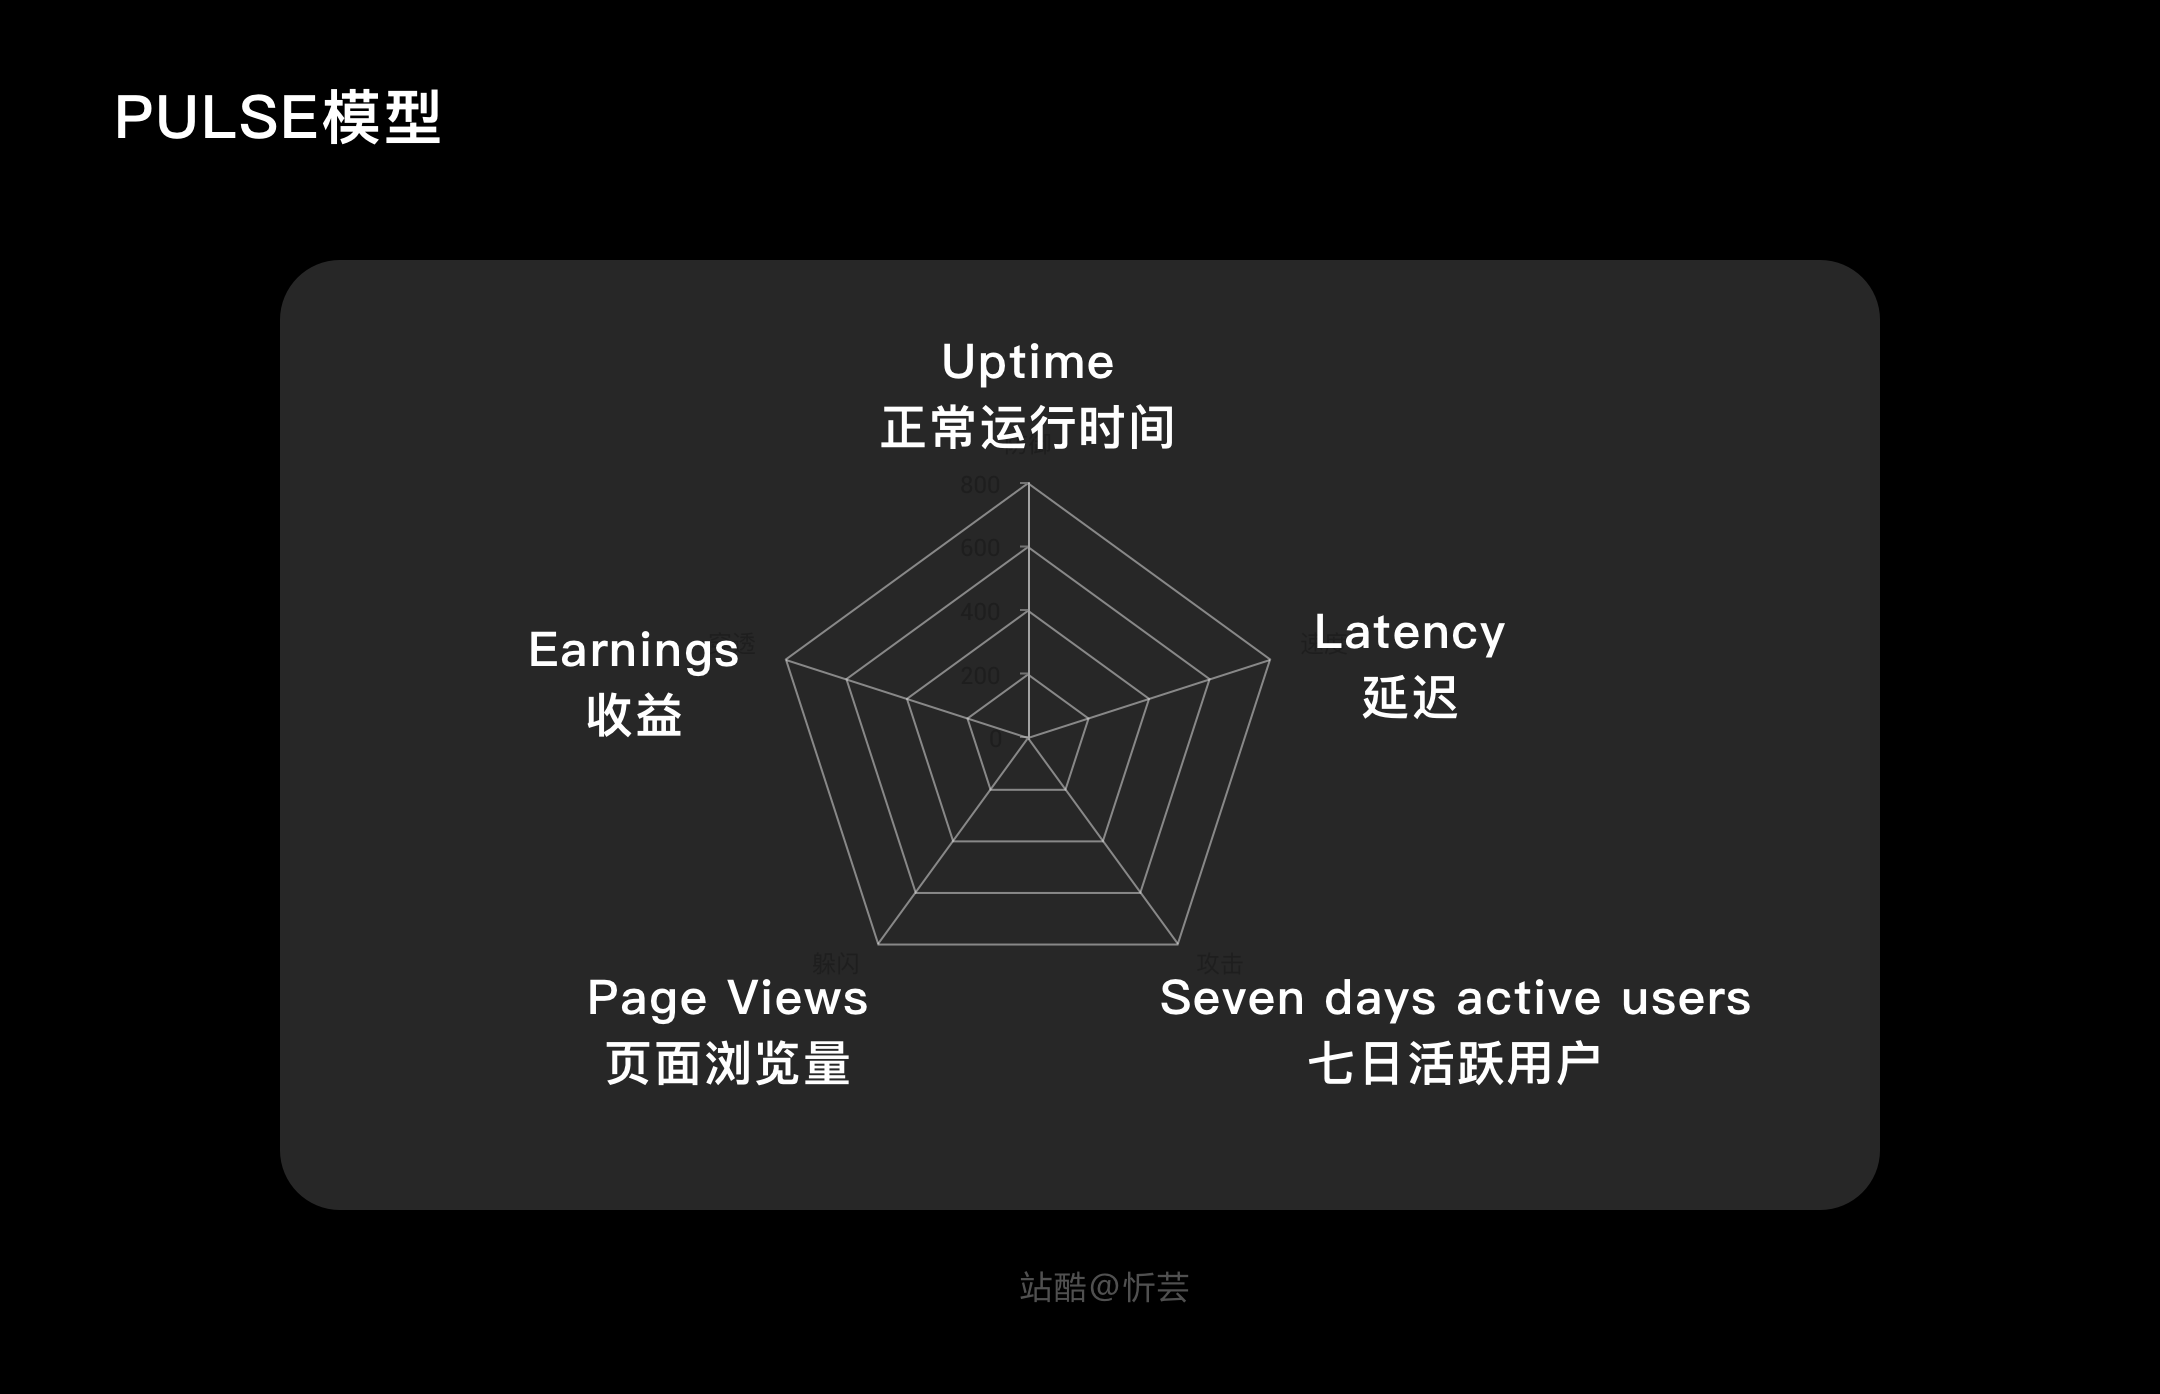 PULSE模型
Uptime
正常运行时间
800
600
400
200
0
Earnings
收益
Latency
延迟
躲闪
攻击
Page Views
页面浏览量
Seven days active users
七日活跃用户
站酷@忻芸